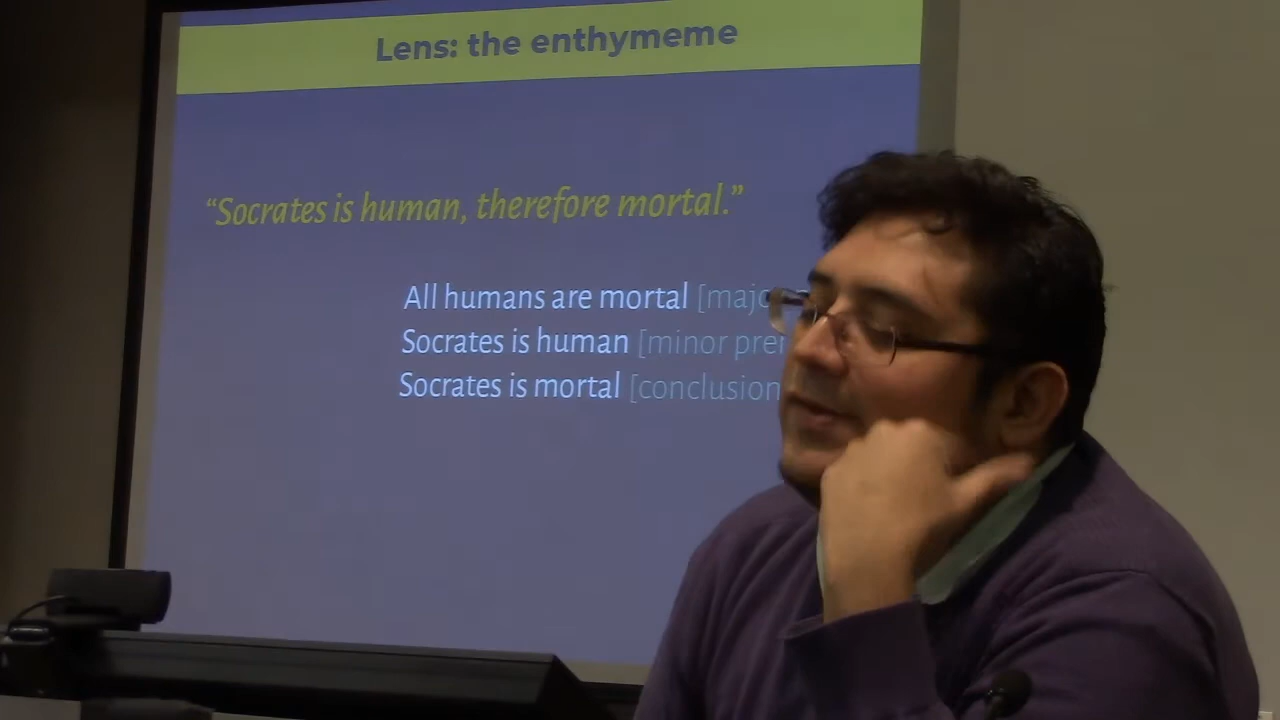 Lens: the enthymeme
“Socrates is human, therefore mortal.”
All humans are mortal [majo
Socrates is human [minor prem
Socrates is mortal [conclusion